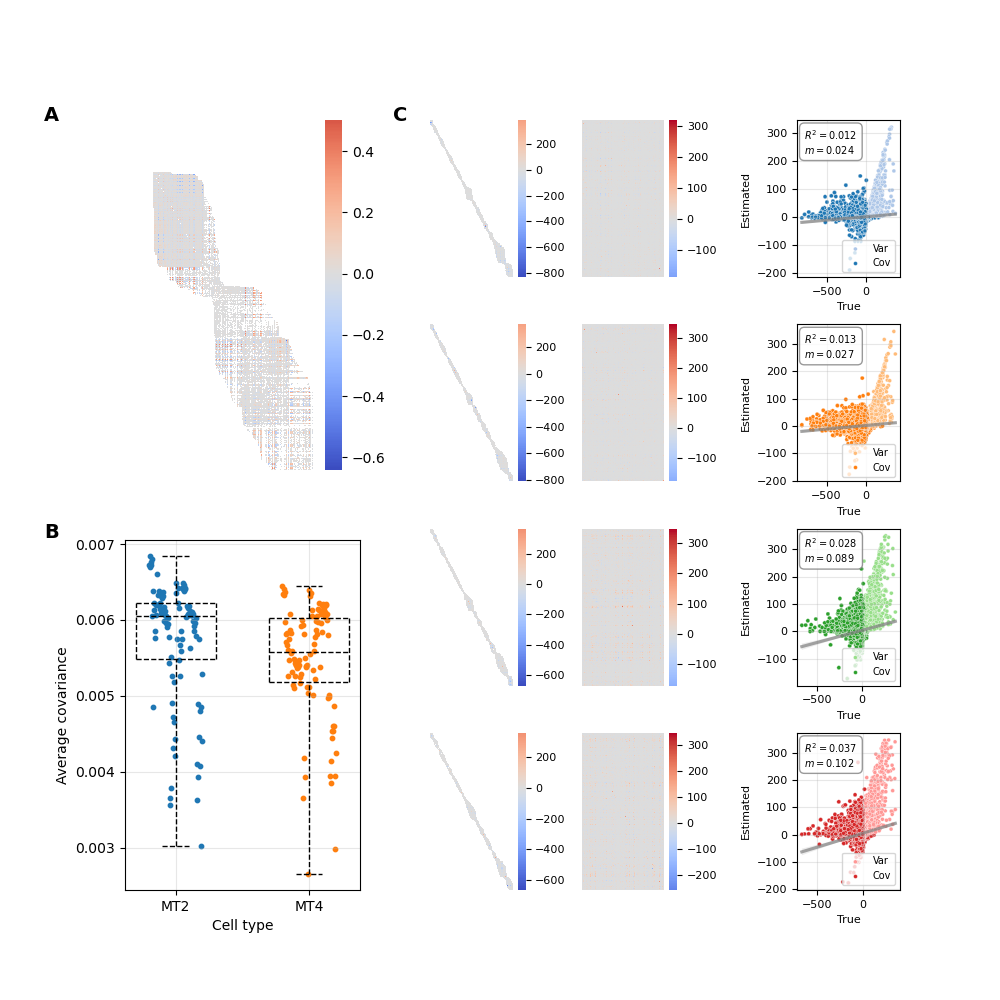 A
0.4
0.2
0.0
−0.2
−0.4
−0.6
B
0.007
0.006
0.005
0.004
0.003
Average covariance
MT2
MT4
Cell type
C
200
0
−200
−400
−600
−800
300
200
100
0
−100
R² = 0.012
m = 0.024
300
200
100
0
−100
−200
Estimated
Var
Cov
−500
0
True
200
0
−200
−400
−600
−800
300
200
100
0
−100
R² = 0.013
m = 0.027
300
200
100
0
−100
−200
Estimated
Var
Cov
−500
0
True
200
0
−200
−400
−600
300
200
100
0
−100
R² = 0.028
m = 0.089
300
200
100
0
−100
Estimated
Var
Cov
−500
0
True
200
0
−200
−400
−600
300
200
100
0
−100
−200
R² = 0.037
m = 0.102
300
200
100
0
−100
−200
Estimated
Var
Cov
−500
0
True